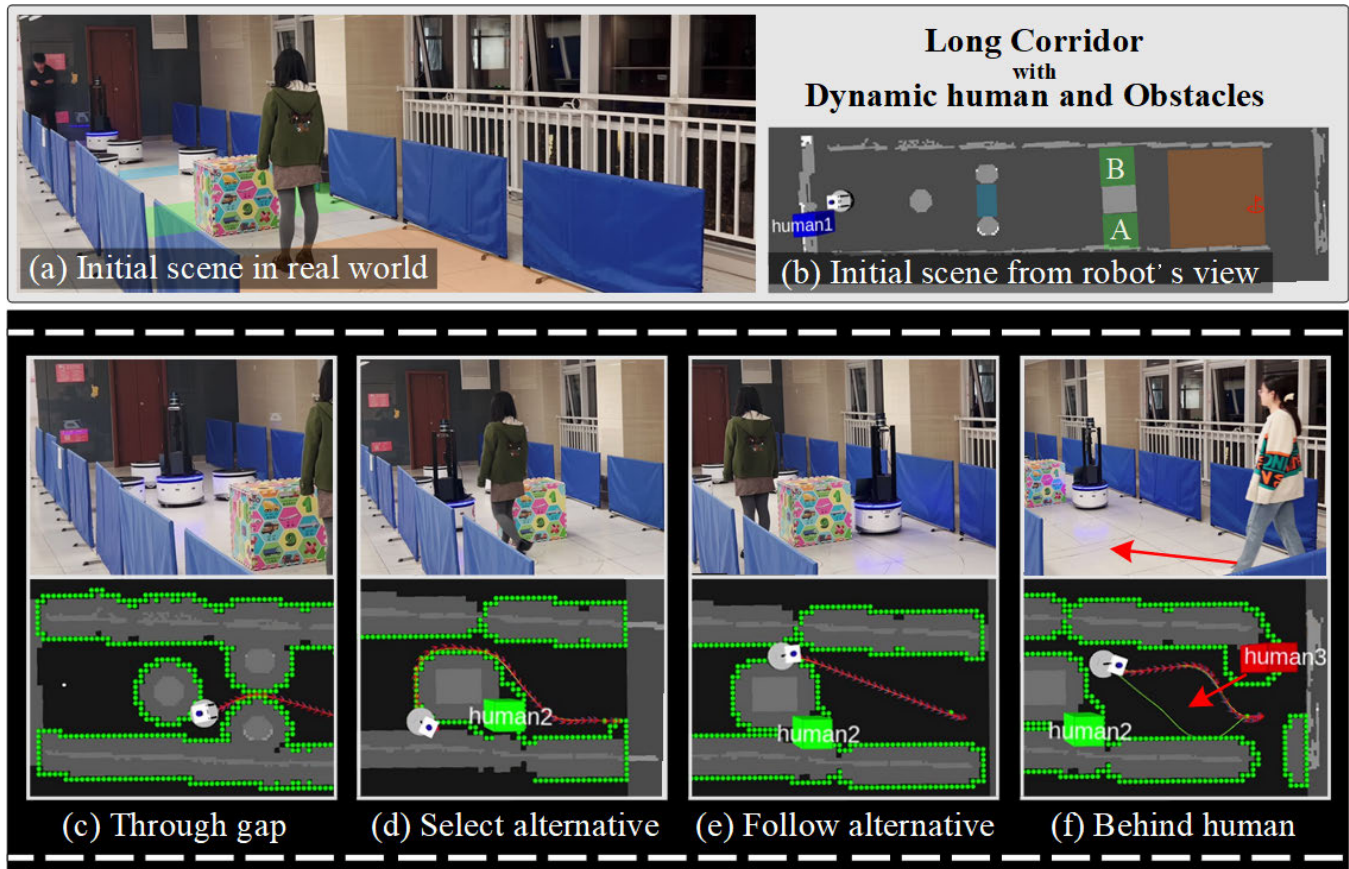 Long Corridor
with
Dynamic human and Obstacles
human1
B
A
(a) Initial scene in real world
(b) Initial scene from robot's view
human2
human2
human3
human2
(c) Through gap
(d) Select alternative
(e) Follow alternative
(f) Behind human